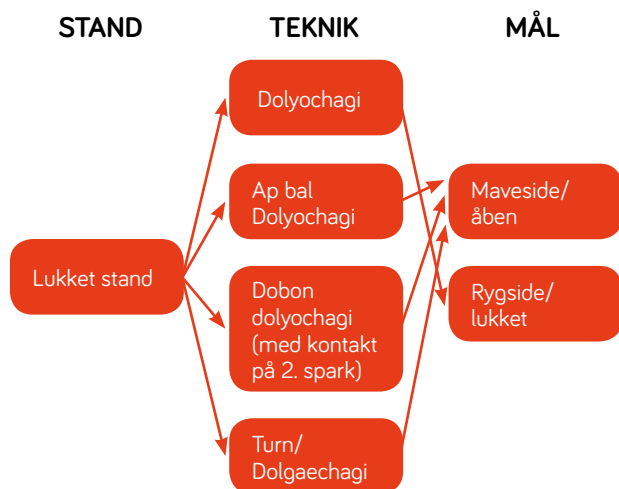 STAND TEKNIK MÅL
Dolyochagi
Ap bal
Dolyochagi
Maveside/
åben
Lukket stand
Dobon
dolyochagi
(med kontakt
på 2. spark)
Rygside/
lukket
Turn/
Dolgaechagi